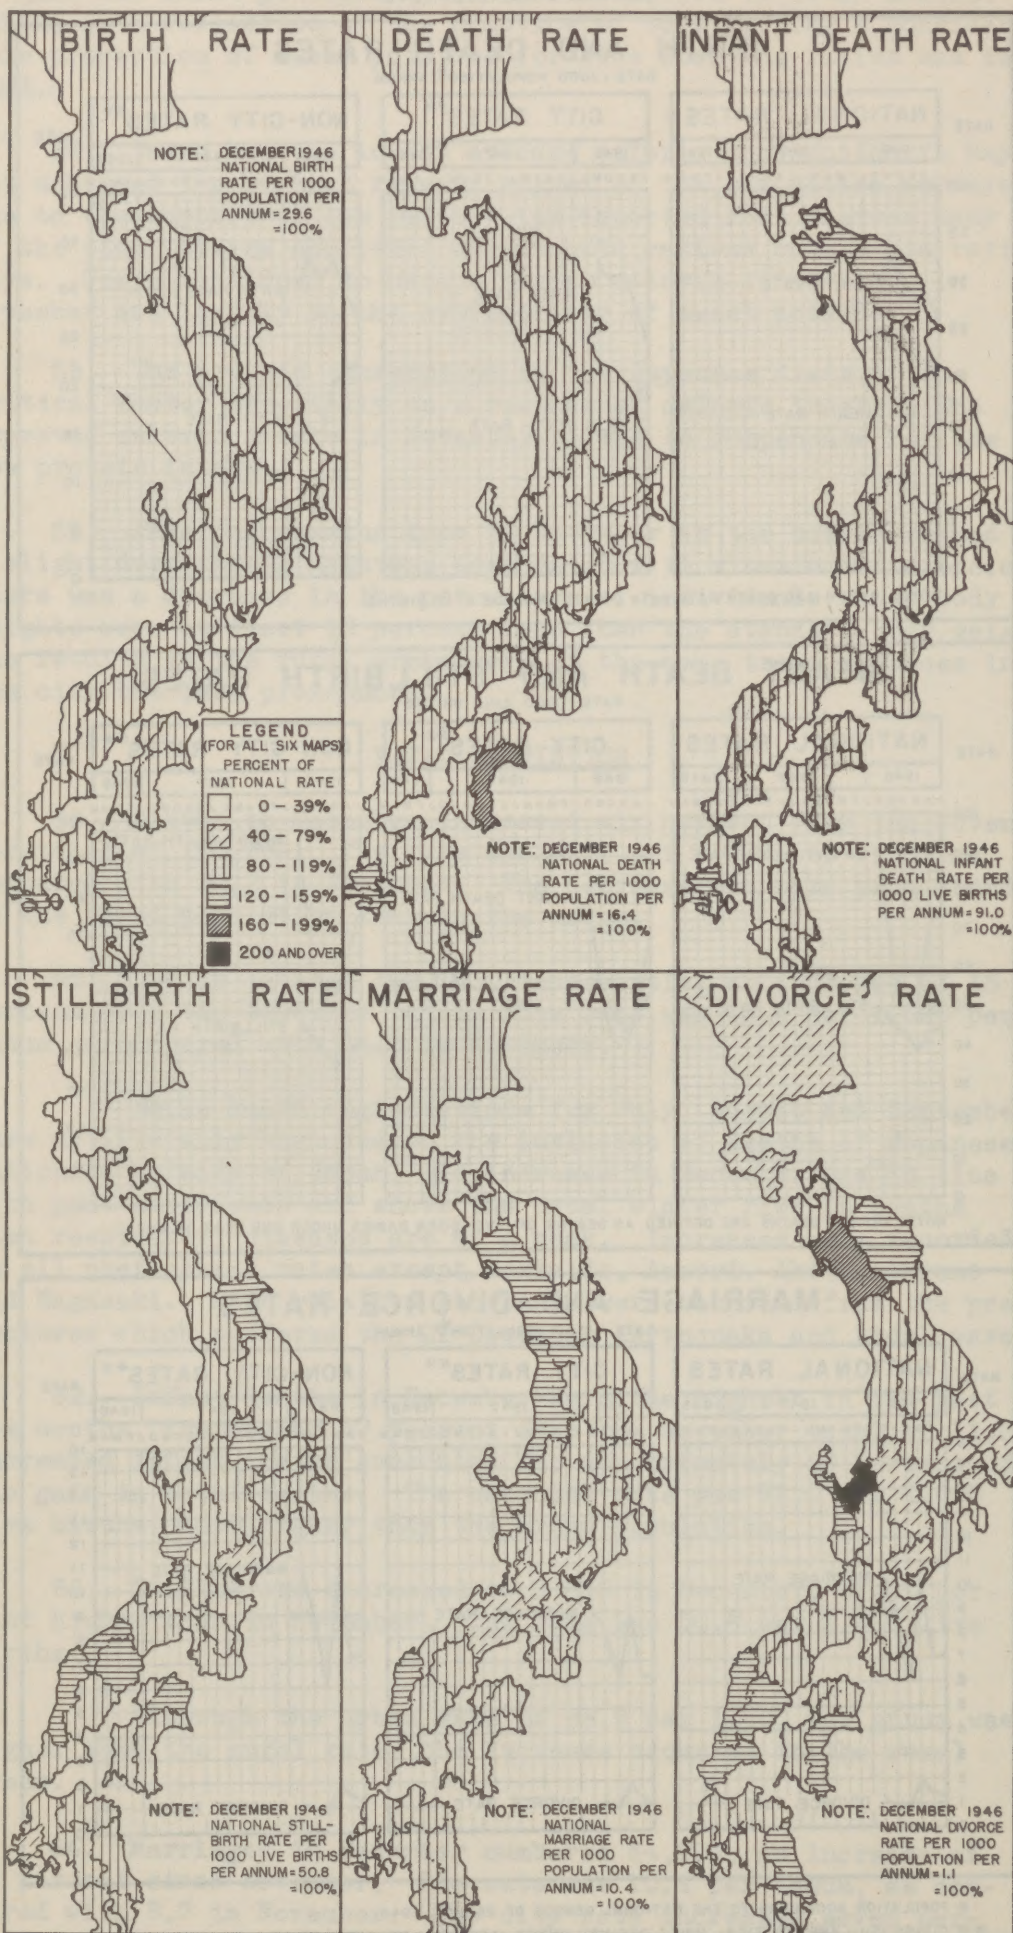 BIRTH RATE
NOTE: DECEMBER 1946
NATIONAL BIRTH
RATE PER 1000
POPULATION PER
ANNUM = 29.6
=100%
N
LEGEND
(FOR ALL SIX MAPS)
PERCENT OF
NATIONAL RATE
0 – 39%
40 – 79%
80 – 119%
120 – 159%
160 – 199%
200 AND OVER
DEATH RATE
NOTE: DECEMBER 1946
NATIONAL DEATH
RATE PER 1000
POPULATION PER
ANNUM = 16.4
=100%
INFANT DEATH RATE
NOTE: DECEMBER 1946
NATIONAL INFANT
DEATH RATE PER
1000 LIVE BIRTHS
PER ANNUM = 91.0
=100%
STILLBIRTH RATE
NOTE: DECEMBER 1946
NATIONAL STILL-
BIRTH RATE PER
1000 LIVE BIRTHS
PER ANNUM = 50.8
=100%
MARRIAGE RATE
NOTE: DECEMBER 1946
NATIONAL
MARRIAGE RATE
PER 1000
POPULATION PER
ANNUM = 10.4
=100%
DIVORCE RATE
NOTE: DECEMBER 1946
NATIONAL DIVORCE
RATE PER 1000
POPULATION PER
ANNUM = 1.1
=100%